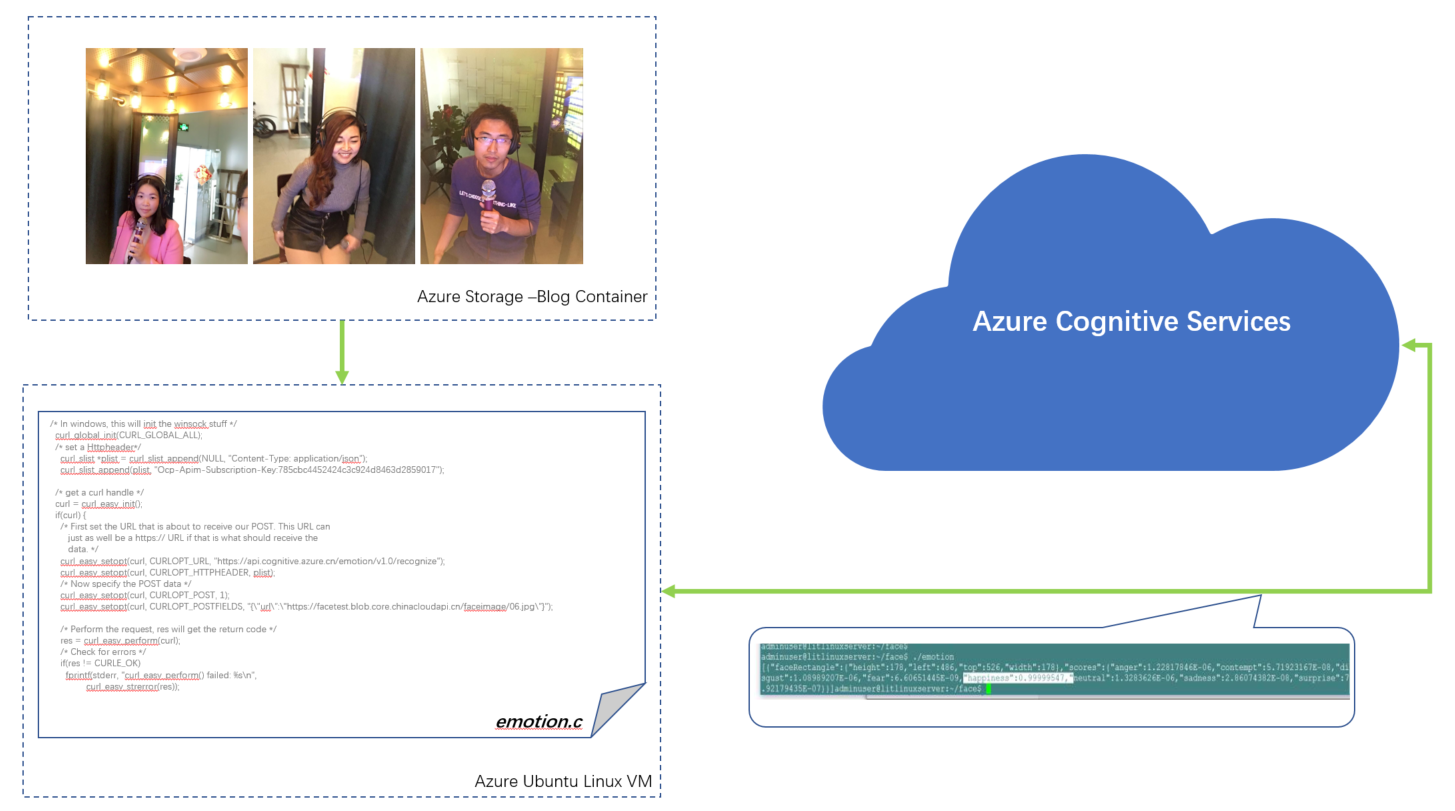 LET'S CHOOSE
THING-LIKE
Azure Storage –Blog Container
Azure Cognitive Services
/* In windows, this will init the winsock stuff */
curl_global_init(CURL_GLOBAL_ALL);
/* set a Httpheader*/
curl_slist *plist = curl_slist_append(NULL, "Content-Type: application/json");
curl_slist_append(plist, "Ocp-Apim-Subscription-Key:785cbc4452424c3c924d8463d2859017");
/* get a curl handle */
curl = curl_easy_init();
if(curl) {
/* First set the URL that is about to receive our POST. This URL can
just as well be a https:// URL if that is what should receive the
data. */
curl_easy_setopt(curl, CURLOPT_URL, "https://api.cognitive.azure.cn/emotion/v1.0/recognize");
curl_easy_setopt(curl, CURLOPT_HTTPHEADER, plist);
/* Now specify the POST data */
curl_easy_setopt(curl, CURLOPT_POST, 1);
curl_easy_setopt(curl, CURLOPT_POSTFIELDS, "{\"url\":\"https://facetest.blob.core.chinacloudapi.cn/faceimage/06.jpg\"}");
/* Perform the request, res will get the return code */
res = curl_easy_perform(curl);
/* Check for errors */
if(res != CURLE_OK)
fprintf(stderr, "curl_easy_perform() failed: %s\n",
curl_easy_strerror(res));
emotion.c
Azure Ubuntu Linux VM
adminuser@litlinuxserver:~/face$
adminuser@litlinuxserver:~/face$ ./emotion
[{"faceRectangle":{"height":178,"left":486,"top":526,"width":178},"scores":{"anger":1.22817846E-06,"contempt":5.71923167E-08,"di
sgust":1.08989207E-06,"fear":6.60651445E-09,"happiness":0.99999547,"neutral":1.3283626E-06,"sadness":2.86074382E-08,"surprise":7
.92179435E-07}}]adminuser@litlinuxserver:~/face$